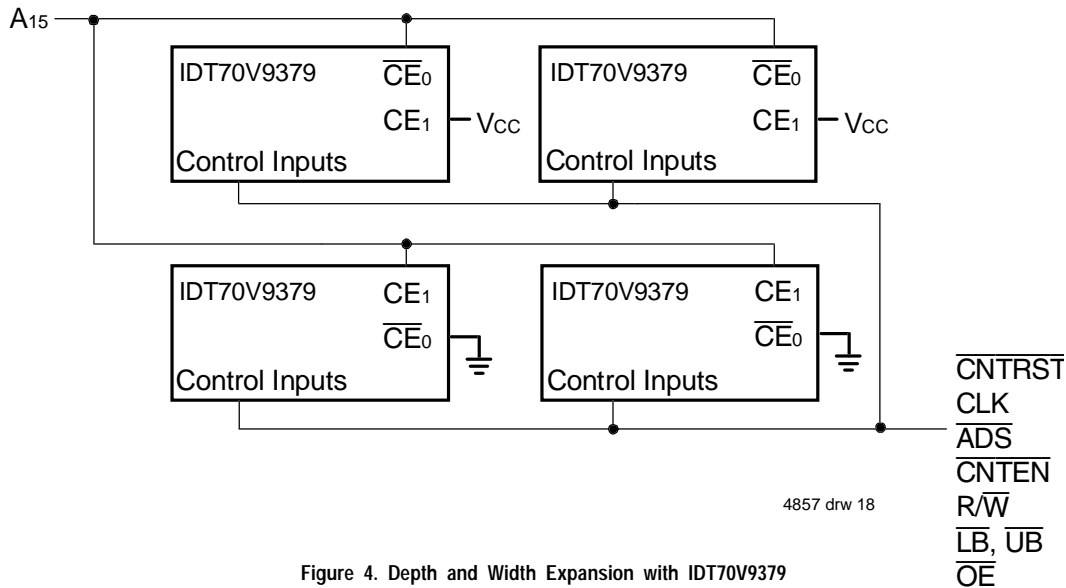 A15
IDT70V9379 CE0
CE1 VCC
Control Inputs
IDT70V9379 CE0
CE1 VCC
Control Inputs
IDT70V9379 CE1
CE0
Control Inputs
IDT70V9379 CE1
CE0
Control Inputs
CNTRST
CLK
ADS
CNTEN
R/W
LB, UB
OE
4857 drw 18
Figure 4. Depth and Width Expansion with IDT70V9379